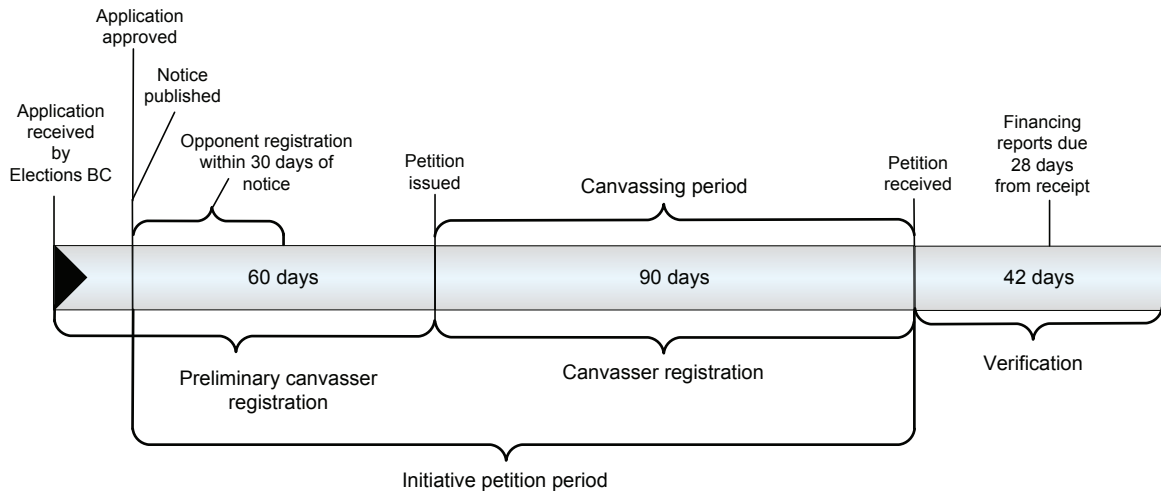 Application
approved
Notice
published
Application
received
by
Elections BC
Opponent registration
within 30 days of
notice
Petition
issued
Canvassing period
Petition
received
Financing
reports due
28 days
from receipt
60 days
90 days
42 days
Preliminary canvasser
registration
Canvasser registration
Verification
Initiative petition period